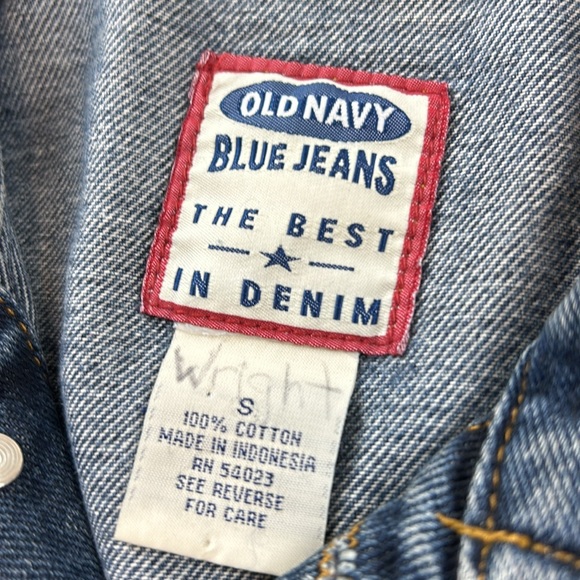 OLD NAVY
BLUE JEANS
THE BEST
IN DENIM
Wright
S
100% COTTON
MADE IN INDONESIA
RN 54023
SEE REVERSE
FOR CARE